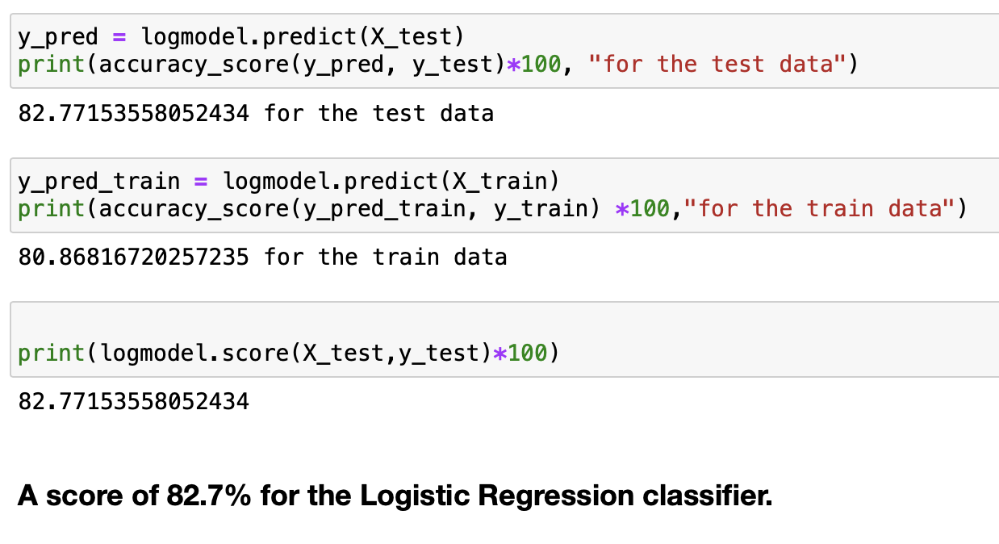 y_pred = logmodel.predict(X_test)
print(accuracy_score(y_pred, y_test)*100, "for the test data")
82.77153558052434 for the test data
y_pred_train = logmodel.predict(X_train)
print(accuracy_score(y_pred_train, y_train) *100,"for the train data")
80.86816720257235 for the train data
print(logmodel.score(X_test,y_test)*100)
82.77153558052434
A score of 82.7% for the Logistic Regression classifier.